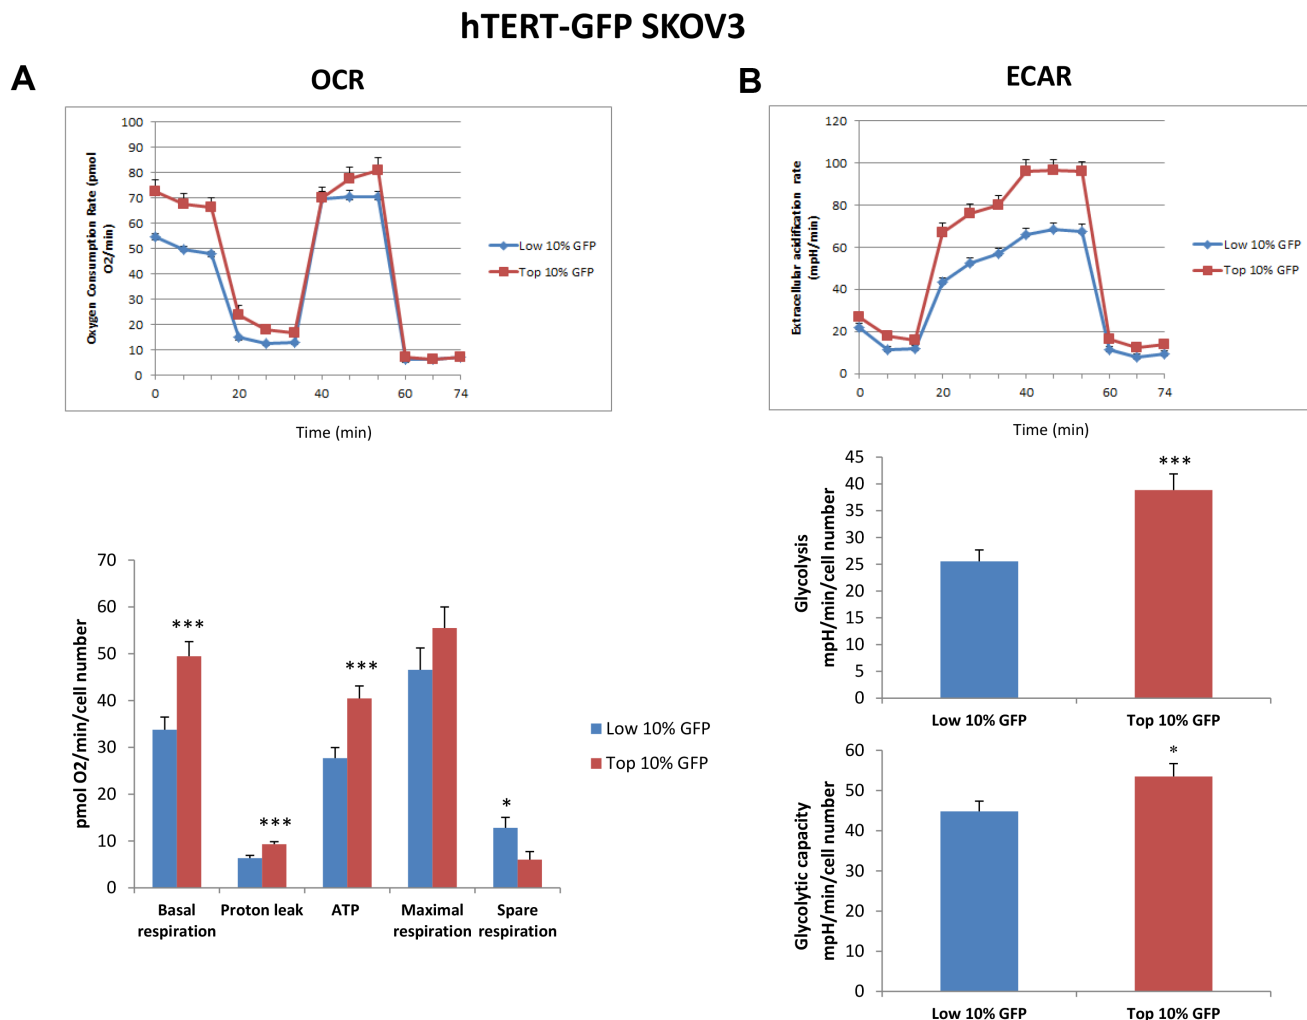 hTERT-GFP SKOV3
A
OCR
100
90
80
70
60
50
40
30
20
10
0
Oxygen Consumption Rate (pmol
O2/min)
0
20
40
60
74
Time (min)
Low 10% GFP
Top 10% GFP
B
ECAR
120
100
80
60
40
20
0
Extracellular acidification rate
(mpH/min)
0
20
40
60
74
Time (min)
Low 10% GFP
Top 10% GFP
70
60
50
40
30
20
10
0
pmol O2/min/cell number
***
***
***
*
Basal
respiration
Proton leak
ATP
Maximal
respiration
Spare
respiration
Low 10% GFP
Top 10% GFP
45
40
35
30
25
20
15
10
5
0
Glycolysis
mpH/min/cell number
***
Low 10% GFP
Top 10% GFP
60
50
40
30
20
10
0
Glycolytic capacity
mpH/min/cell number
*
Low 10% GFP
Top 10% GFP